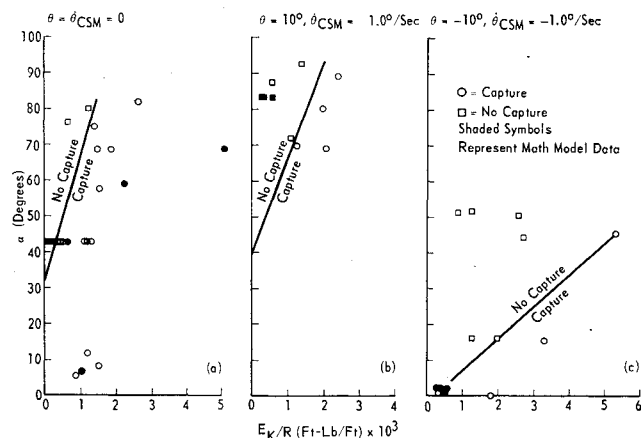 θ = θ̇CSM = 0
θ = 10°, θ̇CSM = 1.0°/Sec
θ = -10°, θ̇CSM = -1.0°/Sec
100
90
80
70
60
50
40
30
20
10
0
α (Degrees)
No Capture
Capture
(a)
0 1 2 3 4 5
No Capture
Capture
(b)
0 1 2 3 4
○ = Capture
□ = No Capture
Shaded Symbols
Represent Math Model Data
No Capture
Capture
(c)
0 1 2 3 4 5 6
EK/R (Ft-Lb/Ft) × 10³